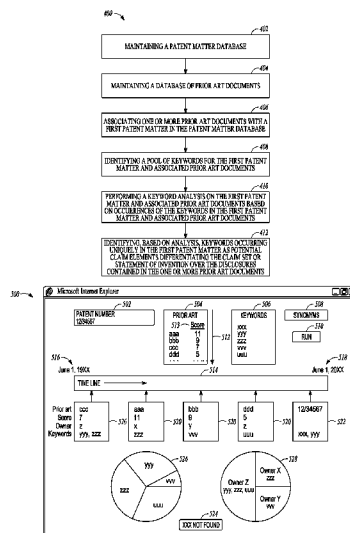 400
402
MAINTAINING A PATENT MATTER DATABASE
404
MAINTAINING A DATABASE OF PRIOR ART DOCUMENTS
406
ASSOCIATING ONE OR MORE PRIOR ART DOCUMENTS WITH A
FIRST PATENT MATTER IN THE PATENT MATTER DATABASE
408
IDENTIFYING A POOL OF KEYWORDS FOR THE FIRST PATENT
MATTER AND ASSOCIATED PRIOR ART DOCUMENTS
410
PERFORMING A KEYWORD ANALYSIS ON THE FIRST PATENT
MATTER AND ASSOCIATED PRIOR ART DOCUMENTS BASED
ON OCCURRENCES OF THE KEYWORDS IN THE FIRST PATENT
MATTER AND ASSOCIATED PRIOR ART DOCUMENTS
412
IDENTIFYING, BASED ON ANALYSIS, KEYWORDS OCCURRING
UNIQUELY IN THE FIRST PATENT MATTER AS POTENTIAL
CLAIM ELEMENTS DIFFERENTIATING THE CLAIM SET OR
STATEMENT OF INVENTION OVER THE DISCLOSURES
CONTAINED IN THE ONE OR MORE PRIOR ART DOCUMENTS
500
Microsoft Internet Explorer
502
PATENT NUMBER
1234567
504
PRIOR ART
513 Score
aaa 11
bbb 9
ccc 7
ddd 5
... ...
512
506
KEYWORDS
xxx
yyy
zzz
vvv
uuu
508
SYNONYMS
510
RUN
516
June 1, 19XX
514
518
June 1, 20XX
TIME LINE
Prior art ccc aaa bbb ddd 12/34567
Score 7 11 5
Owner z x y z
Keywords yyy, zzz zzz vvv uuu xxx, yyy
520 520 520 520 522
526
yyy
vvv
uuu
zzz
528
Owner X
zzz
Owner Z
yyy, zzz, uuu
Owner Y
vvv
524
XXX NOT FOUND